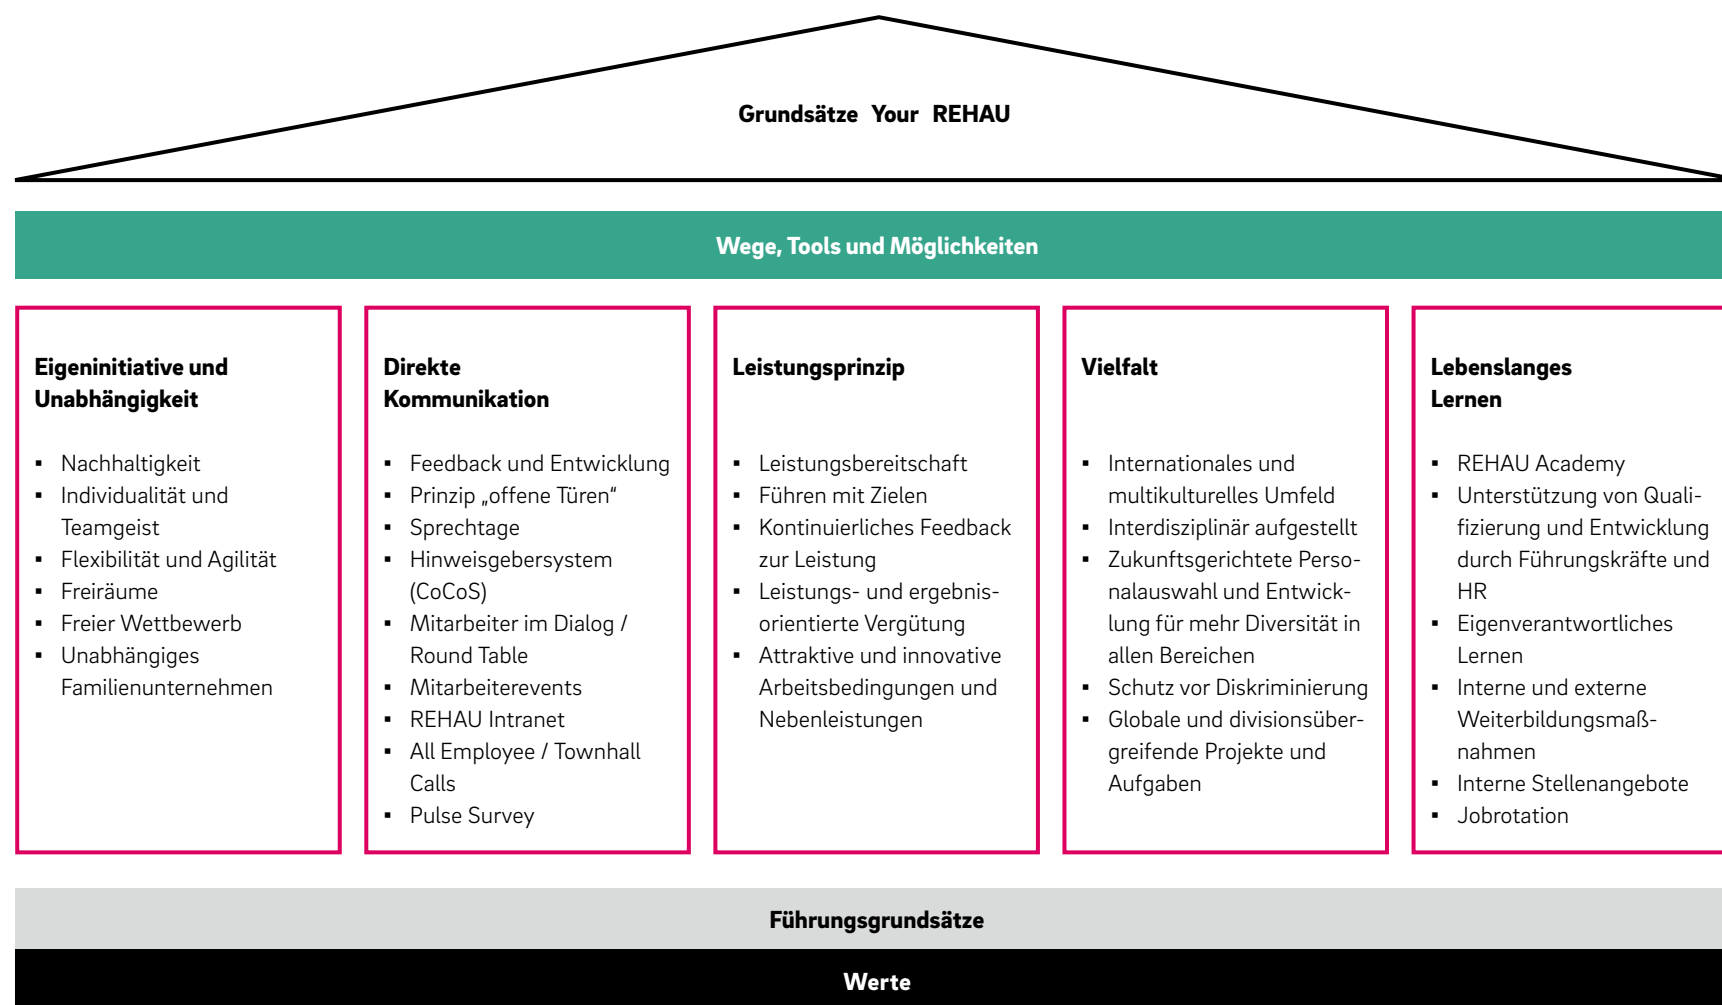 Grundsätze Your REHAU
Wege, Tools und Möglichkeiten
Eigeninitiative und
Unabhängigkeit
▪ Nachhaltigkeit
▪ Individualität und
Teamgeist
▪ Flexibilität und Agilität
▪ Freiräume
▪ Freier Wettbewerb
▪ Unabhängiges
Familienunternehmen
Direkte
Kommunikation
▪ Feedback und Entwicklung
▪ Prinzip „offene Türen“
▪ Sprechtage
▪ Hinweisgebersystem
(CoCoS)
▪ Mitarbeiter im Dialog /
Round Table
▪ Mitarbeiterevents
▪ REHAU Intranet
▪ All Employee / Townhall
Calls
▪ Pulse Survey
Leistungsprinzip
▪ Leistungsbereitschaft
▪ Führen mit Zielen
▪ Kontinuierliches Feedback
zur Leistung
▪ Leistungs- und ergebnis-
orientierte Vergütung
▪ Attraktive und innovative
Arbeitsbedingungen und
Nebenleistungen
Vielfalt
▪ Internationales und
multikulturelles Umfeld
▪ Interdisziplinär aufgestellt
▪ Zukunftsgerichtete Perso-
nalauswahl und Entwick-
lung für mehr Diversität in
allen Bereichen
▪ Schutz vor Diskriminierung
▪ Globale und divisionsüber-
greifende Projekte und
Aufgaben
Lebenslanges
Lernen
▪ REHAU Academy
▪ Unterstützung von Quali-
fizierung und Entwicklung
durch Führungskräfte und
HR
▪ Eigenverantwortliches
Lernen
▪ Interne und externe
Weiterbildungsmaß-
nahmen
▪ Interne Stellenangebote
▪ Jobrotation
Führungsgrundsätze
Werte